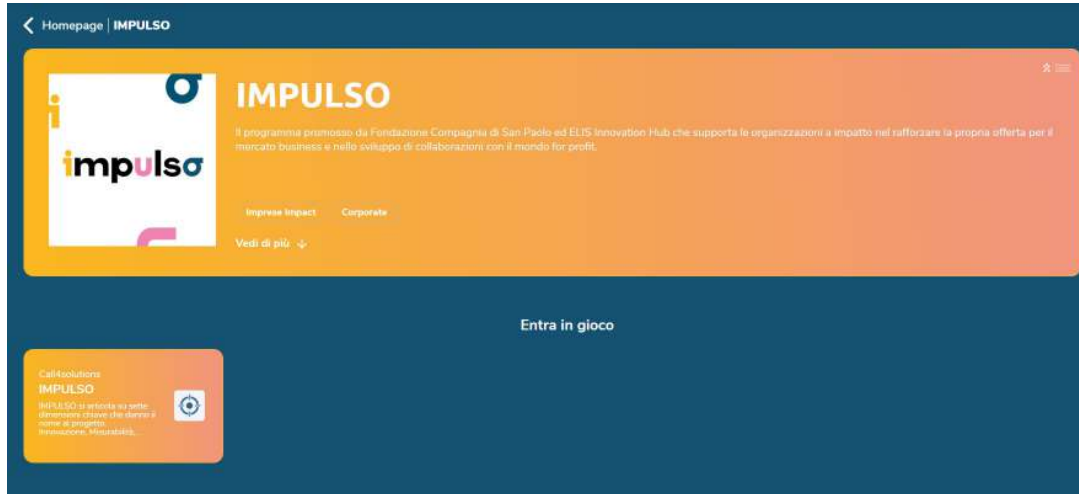 Homepage | IMPULSO
impulso
IMPULSO
Il programma promosso da Fondazione Compagnia di San Paolo ed ELIS Innovation Hub che supporta le organizzazioni a impatto nel rafforzare la propria offerta per il
mercato business e nello sviluppo di collaborazioni con il mondo for profit.
Imprese Impact Corporate
Vedi di più
Entra in gioco
Call4solutions
IMPULSO
IMPULSO si articola su sette
dimensioni chiave che danno il
nome al progetto:
Innovazione, Misurabilità,...